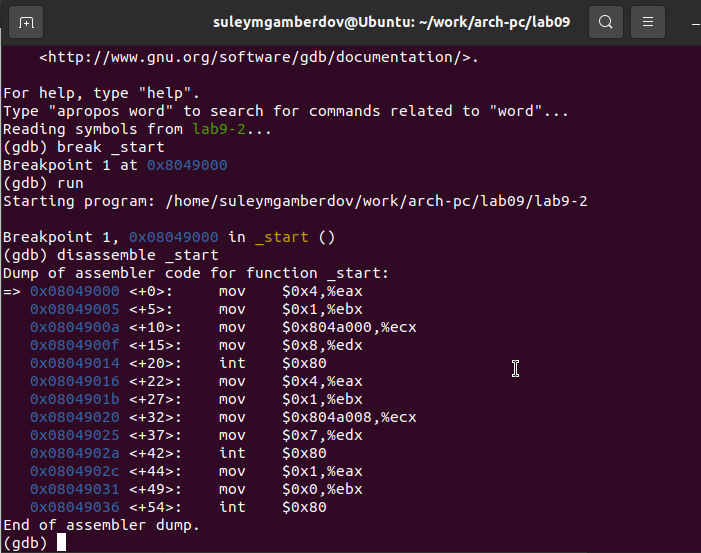 suleymgamberdov@Ubuntu: ~/work/arch-pc/lab09
<http://www.gnu.org/software/gdb/documentation/>.
For help, type "help".
Type "apropos word" to search for commands related to "word"...
Reading symbols from lab9-2...
(gdb) break _start
Breakpoint 1 at 0x8049000
(gdb) run
Starting program: /home/suleymgamberdov/work/arch-pc/lab09/lab9-2
Breakpoint 1, 0x08049000 in _start ()
(gdb) disassemble _start
Dump of assembler code for function _start:
=> 0x08049000 <+0>:     mov    $0x4,%eax
   0x08049005 <+5>:     mov    $0x1,%ebx
   0x0804900a <+10>:    mov    $0x804a000,%ecx
   0x0804900f <+15>:    mov    $0x8,%edx
   0x08049014 <+20>:    int    $0x80
   0x08049016 <+22>:    mov    $0x4,%eax
   0x0804901b <+27>:    mov    $0x1,%ebx
   0x08049020 <+32>:    mov    $0x804a008,%ecx
   0x08049025 <+37>:    mov    $0x7,%edx
   0x0804902a <+42>:    int    $0x80
   0x0804902c <+44>:    mov    $0x1,%eax
   0x08049031 <+49>:    mov    $0x0,%ebx
   0x08049036 <+54>:    int    $0x80
End of assembler dump.
(gdb)